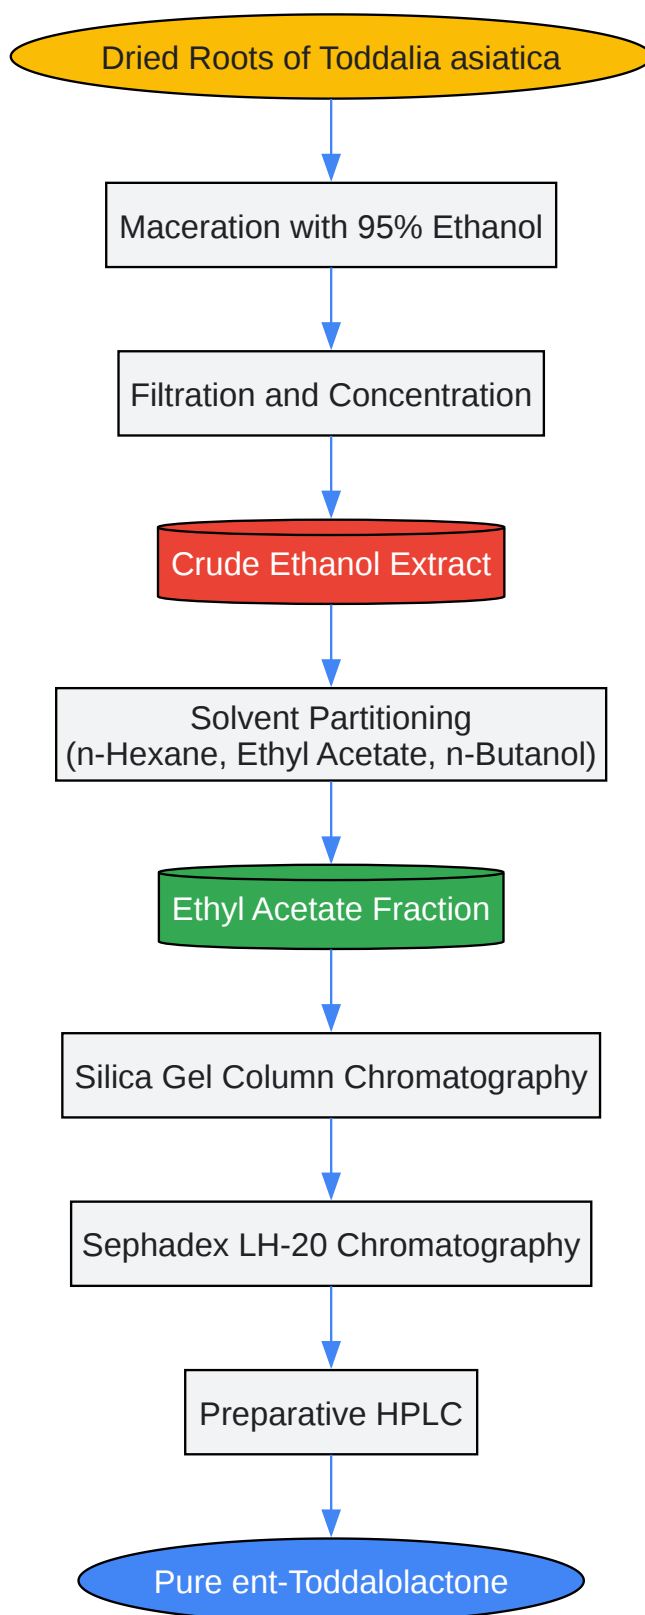 Dried Roots of Toddalia asiatica
Maceration with 95% Ethanol
Filtration and Concentration
Crude Ethanol Extract
Solvent Partitioning
(n-Hexane, Ethyl Acetate, n-Butanol)
Ethyl Acetate Fraction
Silica Gel Column Chromatography
Sephadex LH-20 Chromatography
Preparative HPLC
Pure ent-Toddalolactone